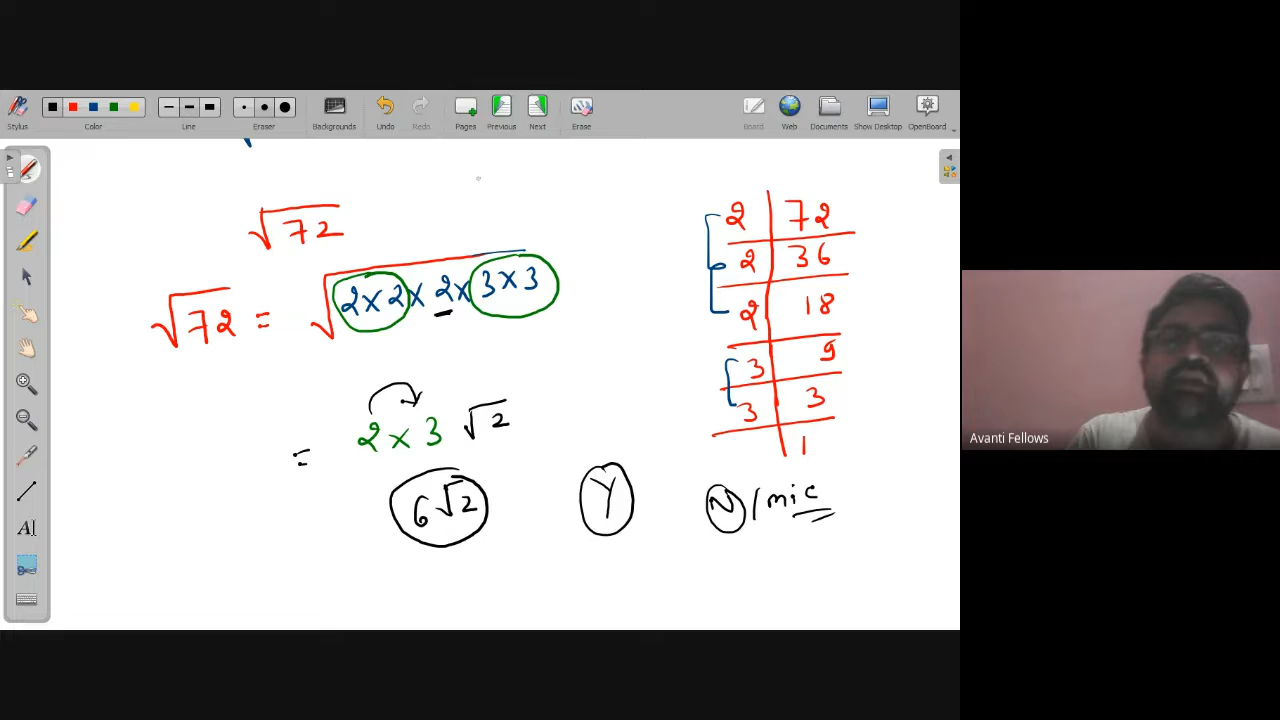 Stylus Color Line Eraser Backgrounds Undo Redo Pages Previous Next Erase Board Web Documents Show Desktop OpenBoard
√72
√72 = √2×2×2×3×3
= 2×3 √2
6√2
2 | 72
2 | 36
2 | 18
3 | 9
3 | 3
1
Y
N/mic
A
Avanti Fellows